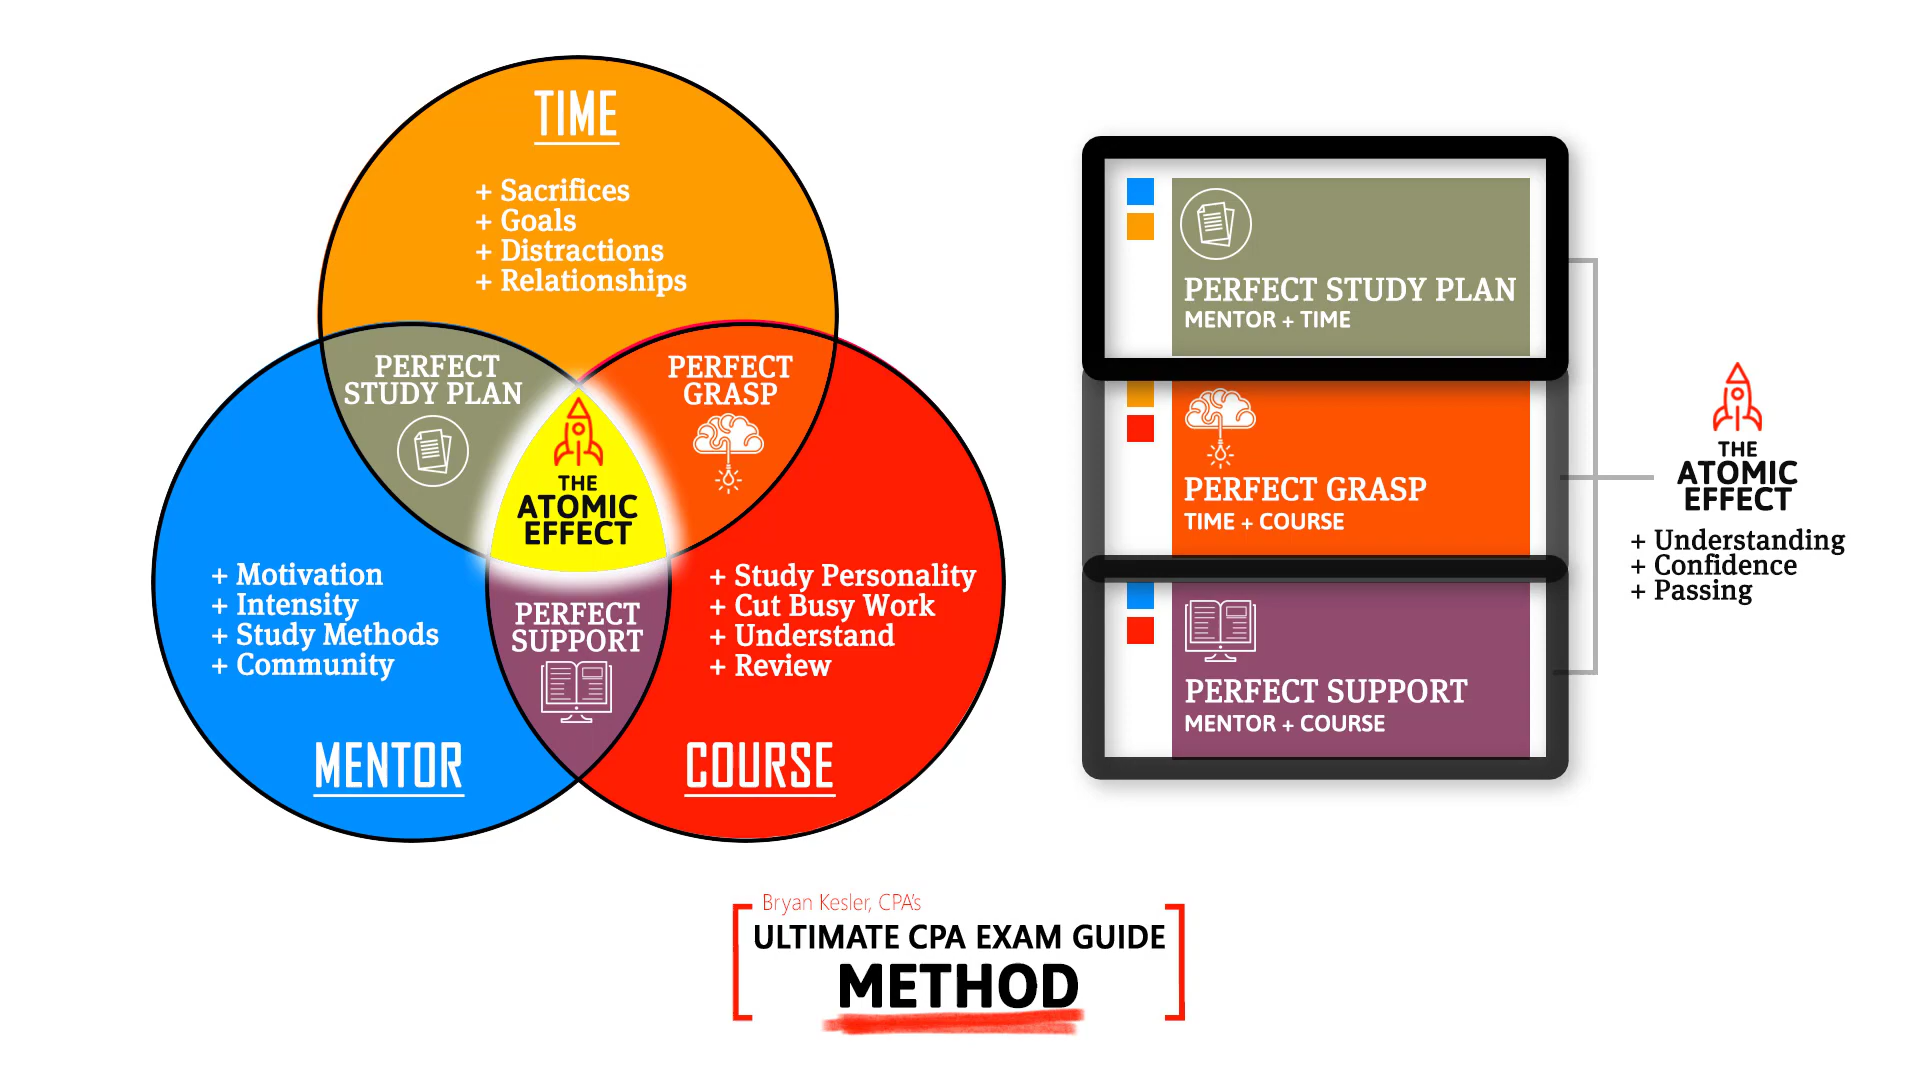 TIME
+ Sacrifices
+ Goals
+ Distractions
+ Relationships
PERFECT
STUDY PLAN
PERFECT
GRASP
THE
ATOMIC
EFFECT
+ Motivation
+ Intensity
+ Study Methods
+ Community
MENTOR
PERFECT
SUPPORT
+ Study Personality
+ Cut Busy Work
+ Understand
+ Review
COURSE
PERFECT STUDY PLAN
MENTOR + TIME
PERFECT GRASP
TIME + COURSE
PERFECT SUPPORT
MENTOR + COURSE
THE
ATOMIC
EFFECT
+ Understanding
+ Confidence
+ Passing
Bryan Kesler, CPA's
ULTIMATE CPA EXAM GUIDE
METHOD